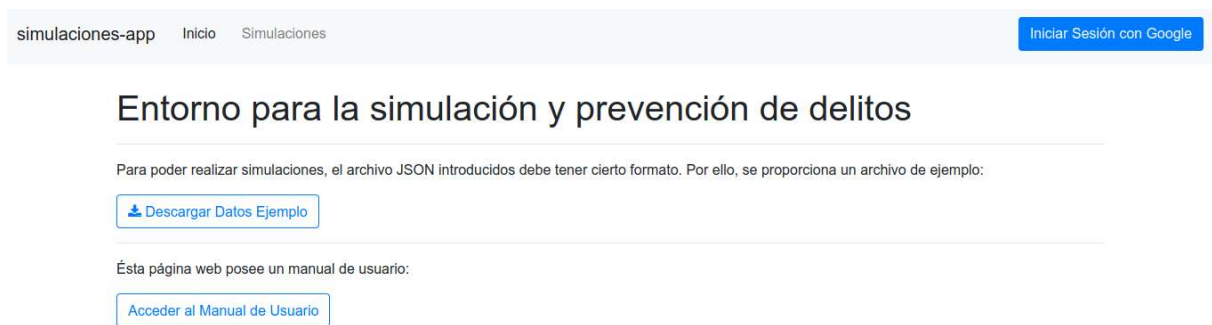 simulaciones-app Inicio Simulaciones Iniciar Sesión con Google
Entorno para la simulación y prevención de delitos
Para poder realizar simulaciones, el archivo JSON introducidos debe tener cierto formato. Por ello, se proporciona un archivo de ejemplo:
Descargar Datos Ejemplo
Ésta página web posee un manual de usuario:
Acceder al Manual de Usuario